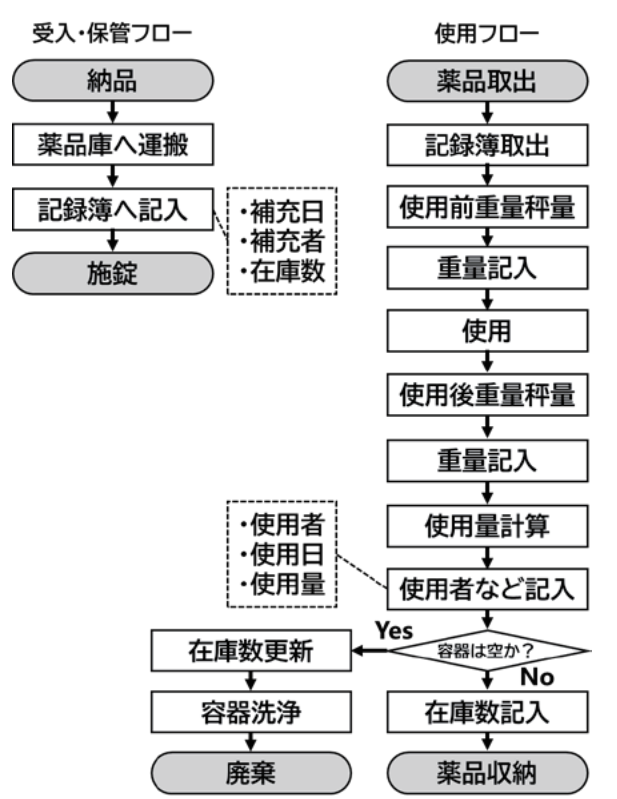 受入・保管フロー
納品
薬品庫へ運搬
記録簿へ記入
・補充日
・補充者
・在庫数
施錠
使用フロー
薬品取出
記録簿取出
使用前重量秤量
重量記入
使用
使用後重量秤量
重量記入
使用量計算
使用者など記入
・使用者
・使用日
・使用量
容器は空か？
Yes
在庫数更新
容器洗浄
廃棄
No
在庫数記入
薬品収納